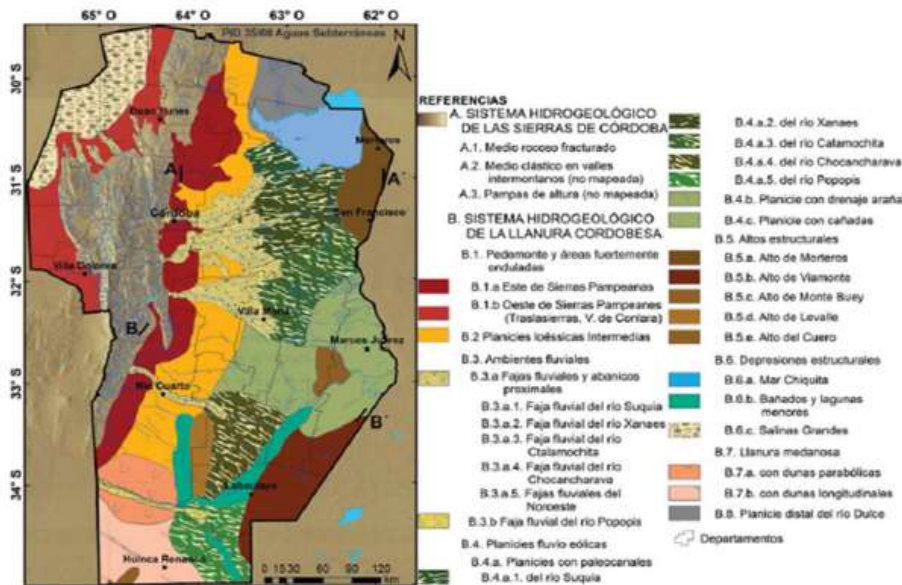 65° O 64° O 63° O 62° O
PID 35/08 Aguas Subterráneas
N
30° S
31° S
32° S
33° S
34° S
Dean Funes
Morteros
A
A'
San Francisco
Córdoba
Villa Dolores
Villa María
B
Marcos Juárez
Río Cuarto
B'
Laboulaye
Huinca Renancó
0 15 30 60 90 120
km
REFERENCIAS
A. SISTEMA HIDROGEOLÓGICO
DE LAS SIERRAS DE CÓRDOBA
A.1. Medio rocoso fracturado
A.2. Medio clástico en valles
intermontanos (no mapeada)
A.3. Pampas de altura (no mapeada)
B. SISTEMA HIDROGEOLÓGICO
DE LA LLANURA CORDOBESA
B.1. Pedemonte y áreas fuertemente
onduladas
B.1.a Este de Sierras Pampeanas
B.1.b Oeste de Sierras Pampeanes
(Traslasierras, V. de Conlara)
B.2 Planicies loéssicas Intermedias
B.3. Ambientes fluviales
B.3.a Fajas fluviales y abanicos
proximales
B.3.a.1. Faja fluvial del río Suquia
B.3.a.2. Faja fluvial del río Xanaes
B.3.a.3. Faja fluvial del río
Ctalamochita
B.3.a.4. Faja fluvial del río
Chocancharava
B.3.a.5. Fajas fluviales del
Noroeste
B.3.b Faja fluvial del río Popopis
B.4. Planicies fluvio eólicas
B.4.a. Planicies con paleocanales
B.4.a.1. del río Suquia
B.4.a.2. del río Xanaes
B.4.a.3. del río Calamochita
B.4.a.4. del río Chocancharava
B.4.a.5. del río Popopis
B.4.b. Planicie con drenaje araña
B.4.c. Planicie con cañadas
B.5. Altos estructurales
B.5.a. Alto de Morteros
B.5.b. Alto de Viamonte
B.5.c. Alto de Monte Buey
B.5.d. Alto de Levalle
B.5.e. Alto del Cuero
B.6. Depresiones estructurales
B.6.a. Mar Chiquita
B.6.b. Bañados y lagunas
menores
B.6.c. Salinas Grandes
B.7. Llanura medanosa
B.7.a. con dunas parabólicas
B.7.b. con dunas longitudinales
B.8. Planicie distal del río Dulce
Departamentos